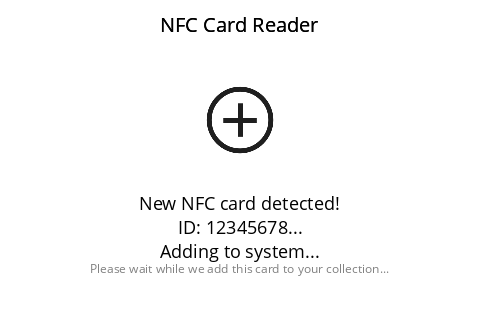 NFC Card Reader
New NFC card detected!
ID: 12345678...
Adding to system...
Please wait while we add this card to your collection...